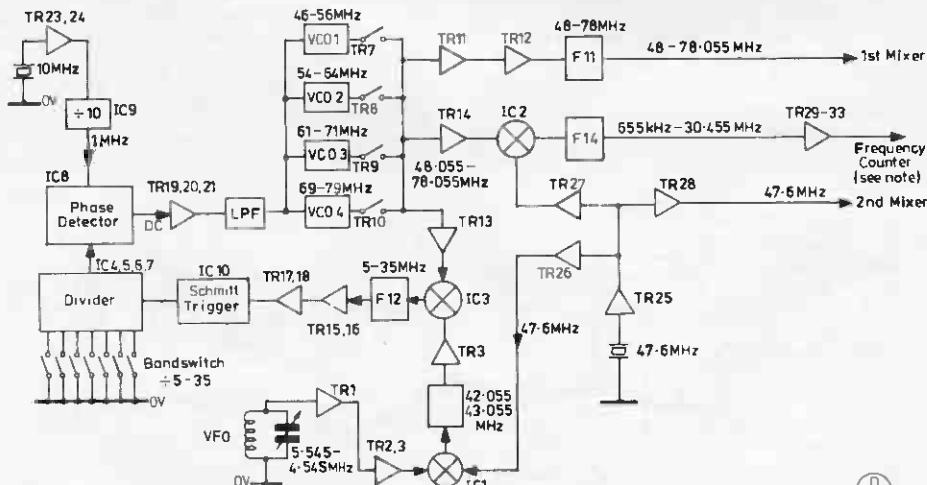 TR23,24
10MHz
0V
÷10
IC9
1MHz
IC8
Phase
Detector
DC
TR19,20,21
LPF
46-56MHz
VCO1
TR7
54-64MHz
VCO 2
TR8
61-71MHz
VCO3
TR9
69-79MHz
VCO 4
TR10
TR11
TR12
48-78MHz
F11
48-78·055MHz
1st Mixer
TR14
48·055-
78·055MHz
IC2
F14
655kHz-30·455MHz
TR29-33
Frequency
Counter
(see note)
TR27
TR28
47·6MHz
2nd Mixer
TR26
TR25
47·6MHz
47·6MHz
TR13
5-35MHz
F12
IC3
TR15,16
TR17,18
IC10
Schmitt
Trigger
IC4,5,6,7
Divider
Bandswitch
÷5-35
0V
TR3
42·055
43·055
MHz
VFO
TR1
5·545-
4·545MHz
0V
TR2,3
IC1